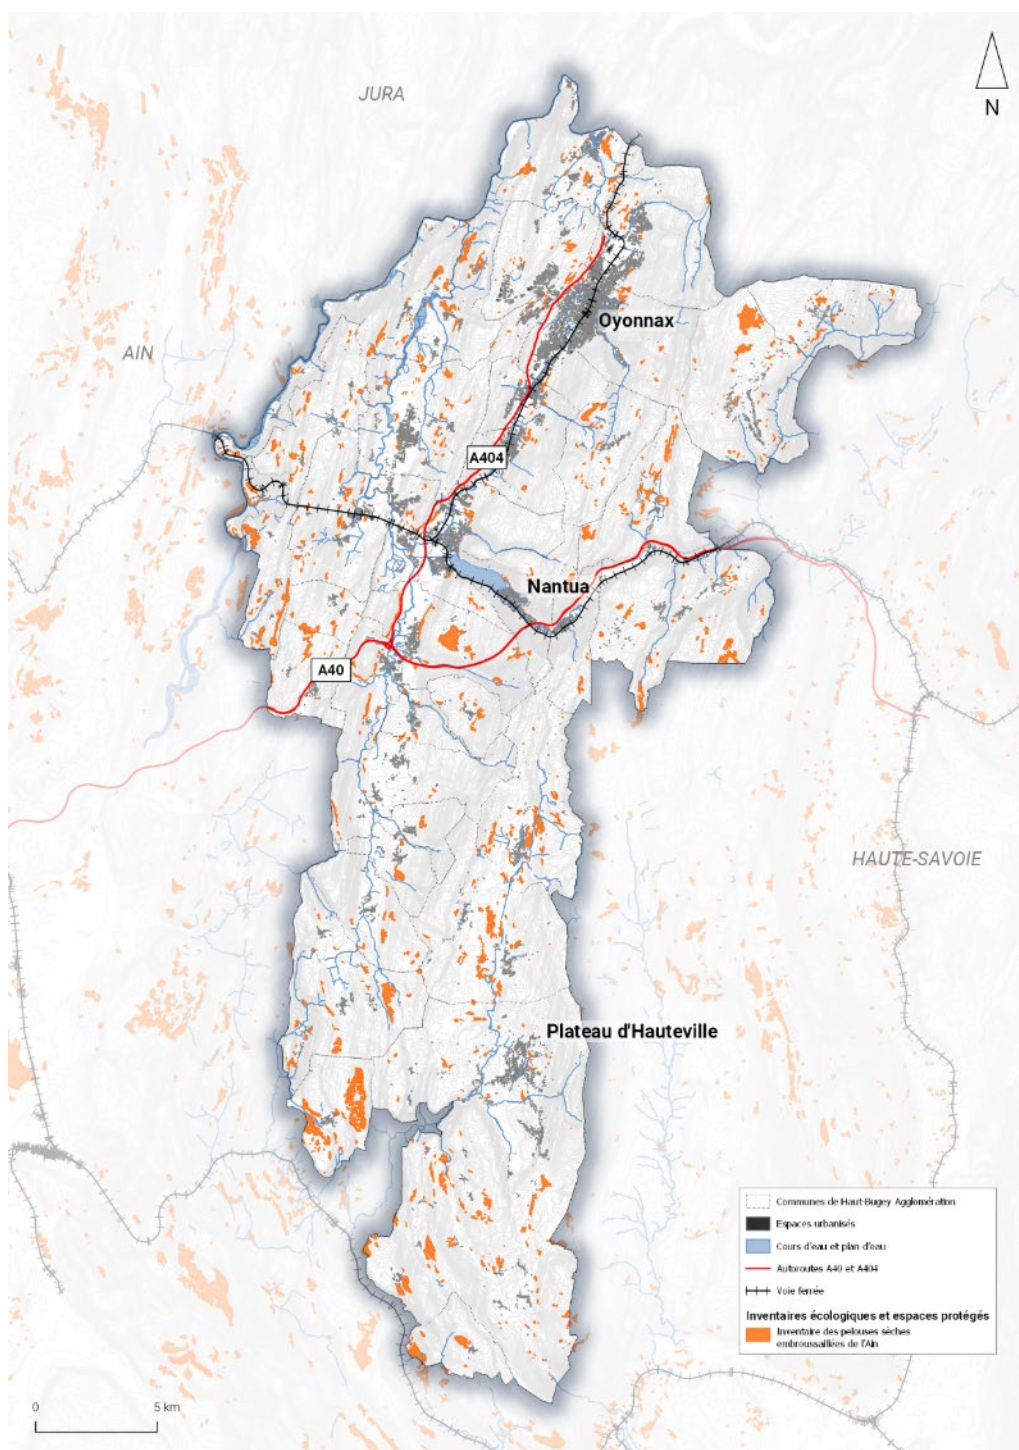 JURA
N
Oyonnax
AIN
A404
Nantua
A40
HAUTE-SAVOIE
Plateau d'Hauteville
Communes de Haut-Bugey Agglomération
Espaces urbanisés
Cours d'eau et plan d'eau
Autoroutes A40 et A404
Voie ferrée
Inventaires écologiques et espaces protégés
Inventaire des pelouses sèches
embroussaillées de l'Ain
0 5 km